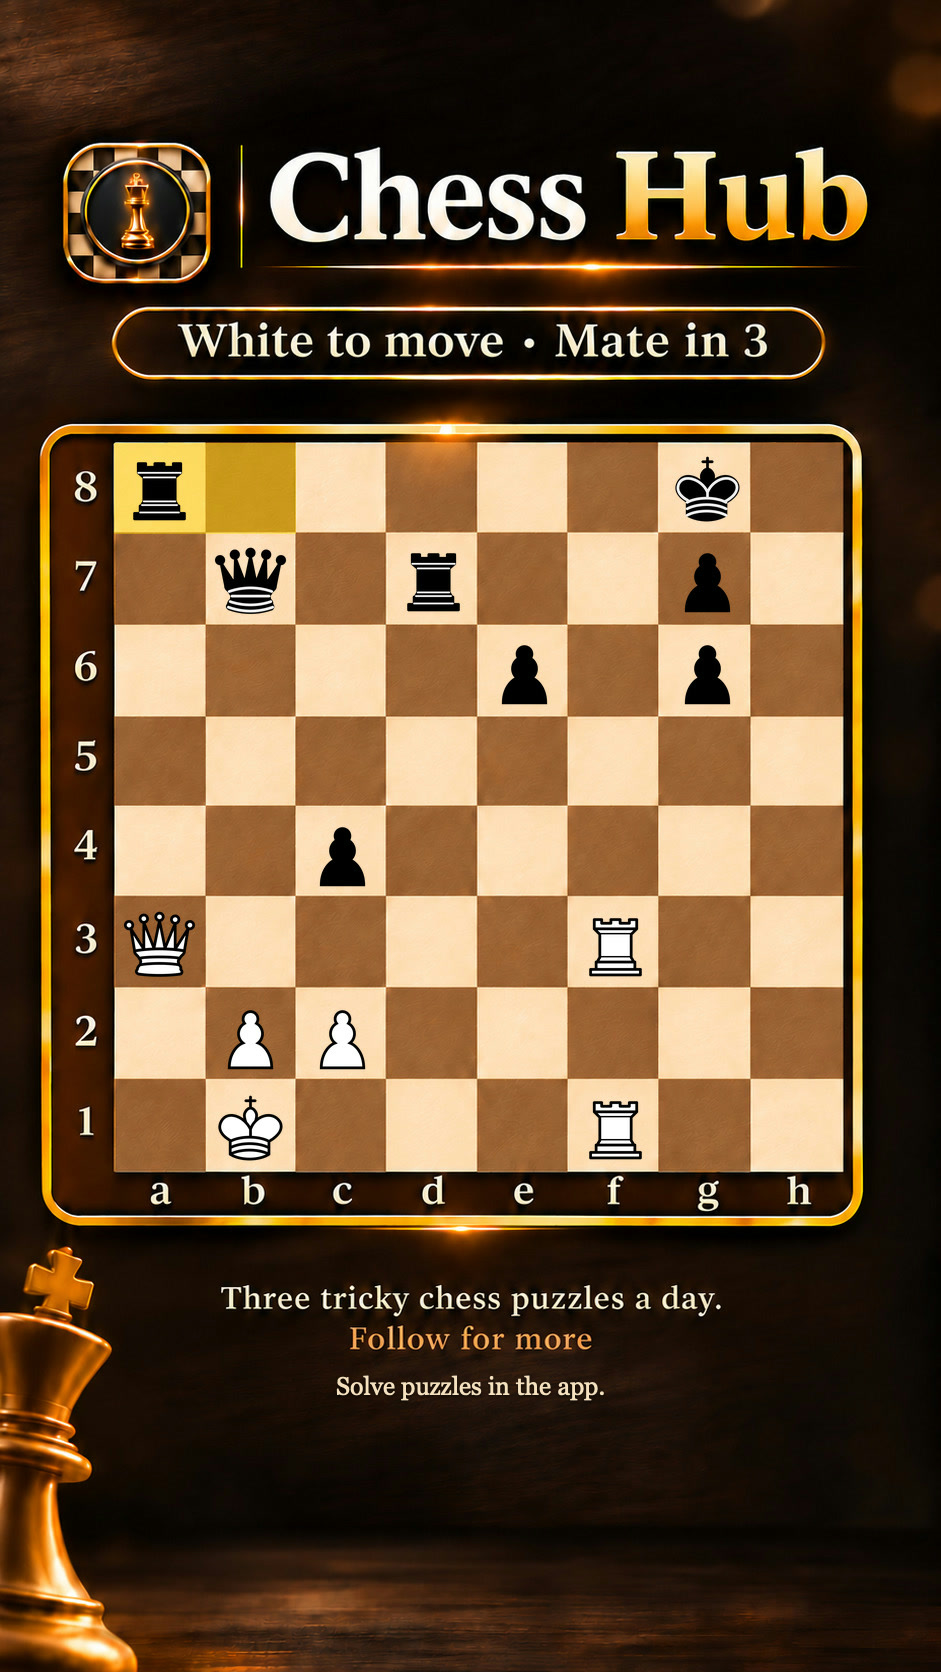 Chess Hub
White to move • Mate in 3
8
7
6
5
4
3
2
1
a b c d e f g h
Three tricky chess puzzles a day.
Follow for more
Solve puzzles in the app.